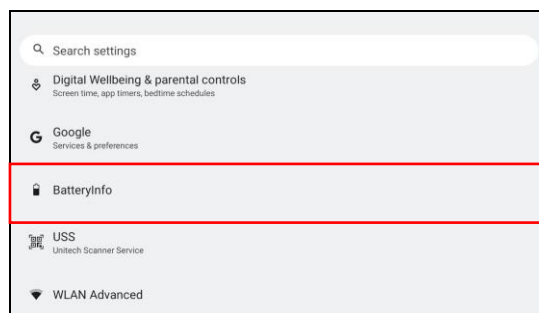 Search settings
Digital Wellbeing & parental controls
Screen time, app timers, bedtime schedules
Google
Services & preferences
BatteryInfo
USS
Unitech Scanner Service
WLAN Advanced